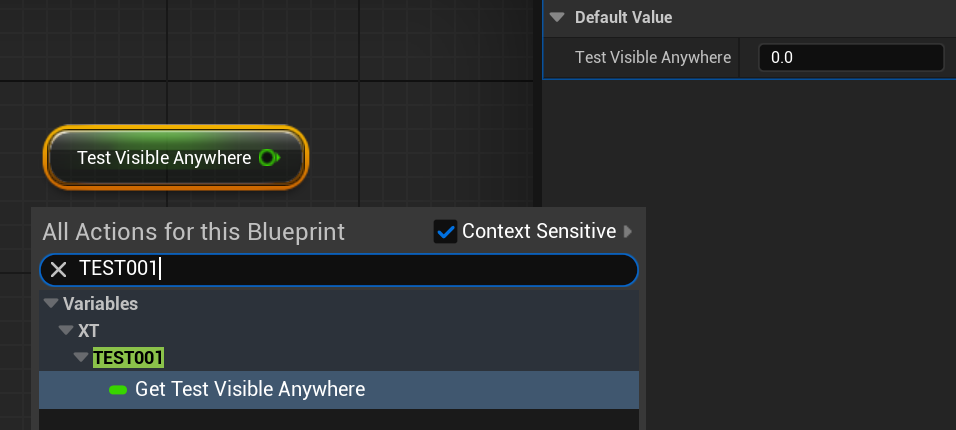 Default Value
Test Visible Anywhere 0.0
Test Visible Anywhere
All Actions for this Blueprint Context Sensitive
TEST001
Variables
XT
TEST001
Get Test Visible Anywhere